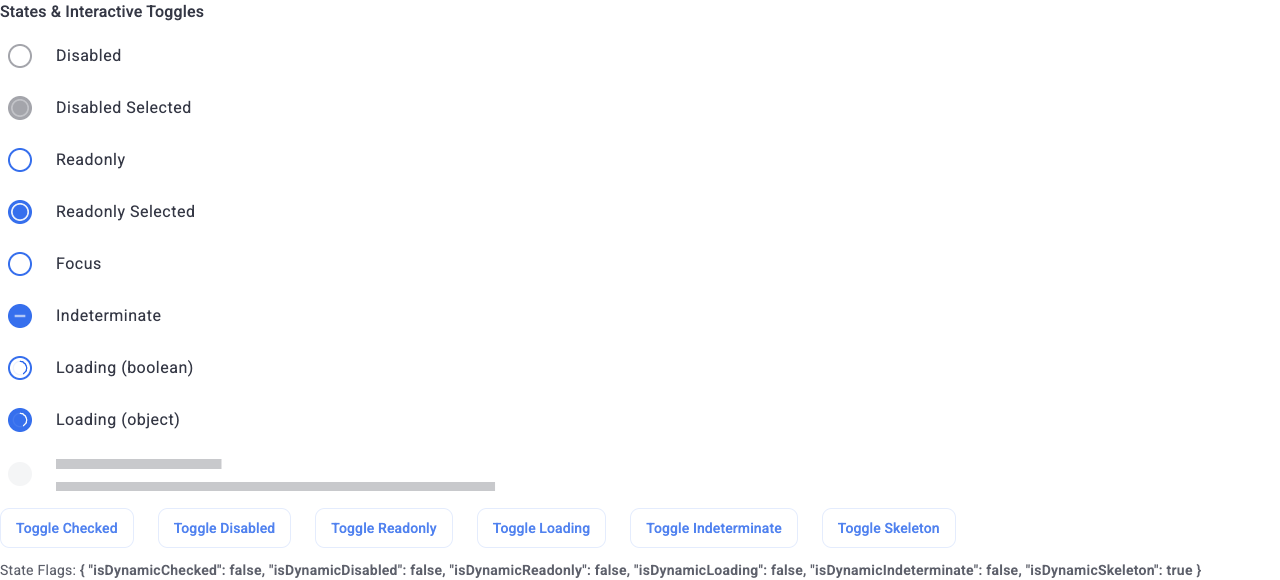 States & Interactive Toggles
Disabled
Disabled Selected
Readonly
Readonly Selected
Focus
Indeterminate
Loading (boolean)
Loading (object)
Toggle Checked Toggle Disabled Toggle Readonly Toggle Loading Toggle Indeterminate Toggle Skeleton
State Flags: { "isDynamicChecked": false, "isDynamicDisabled": false, "isDynamicReadonly": false, "isDynamicLoading": false, "isDynamicIndeterminate": false, "isDynamicSkeleton": true }